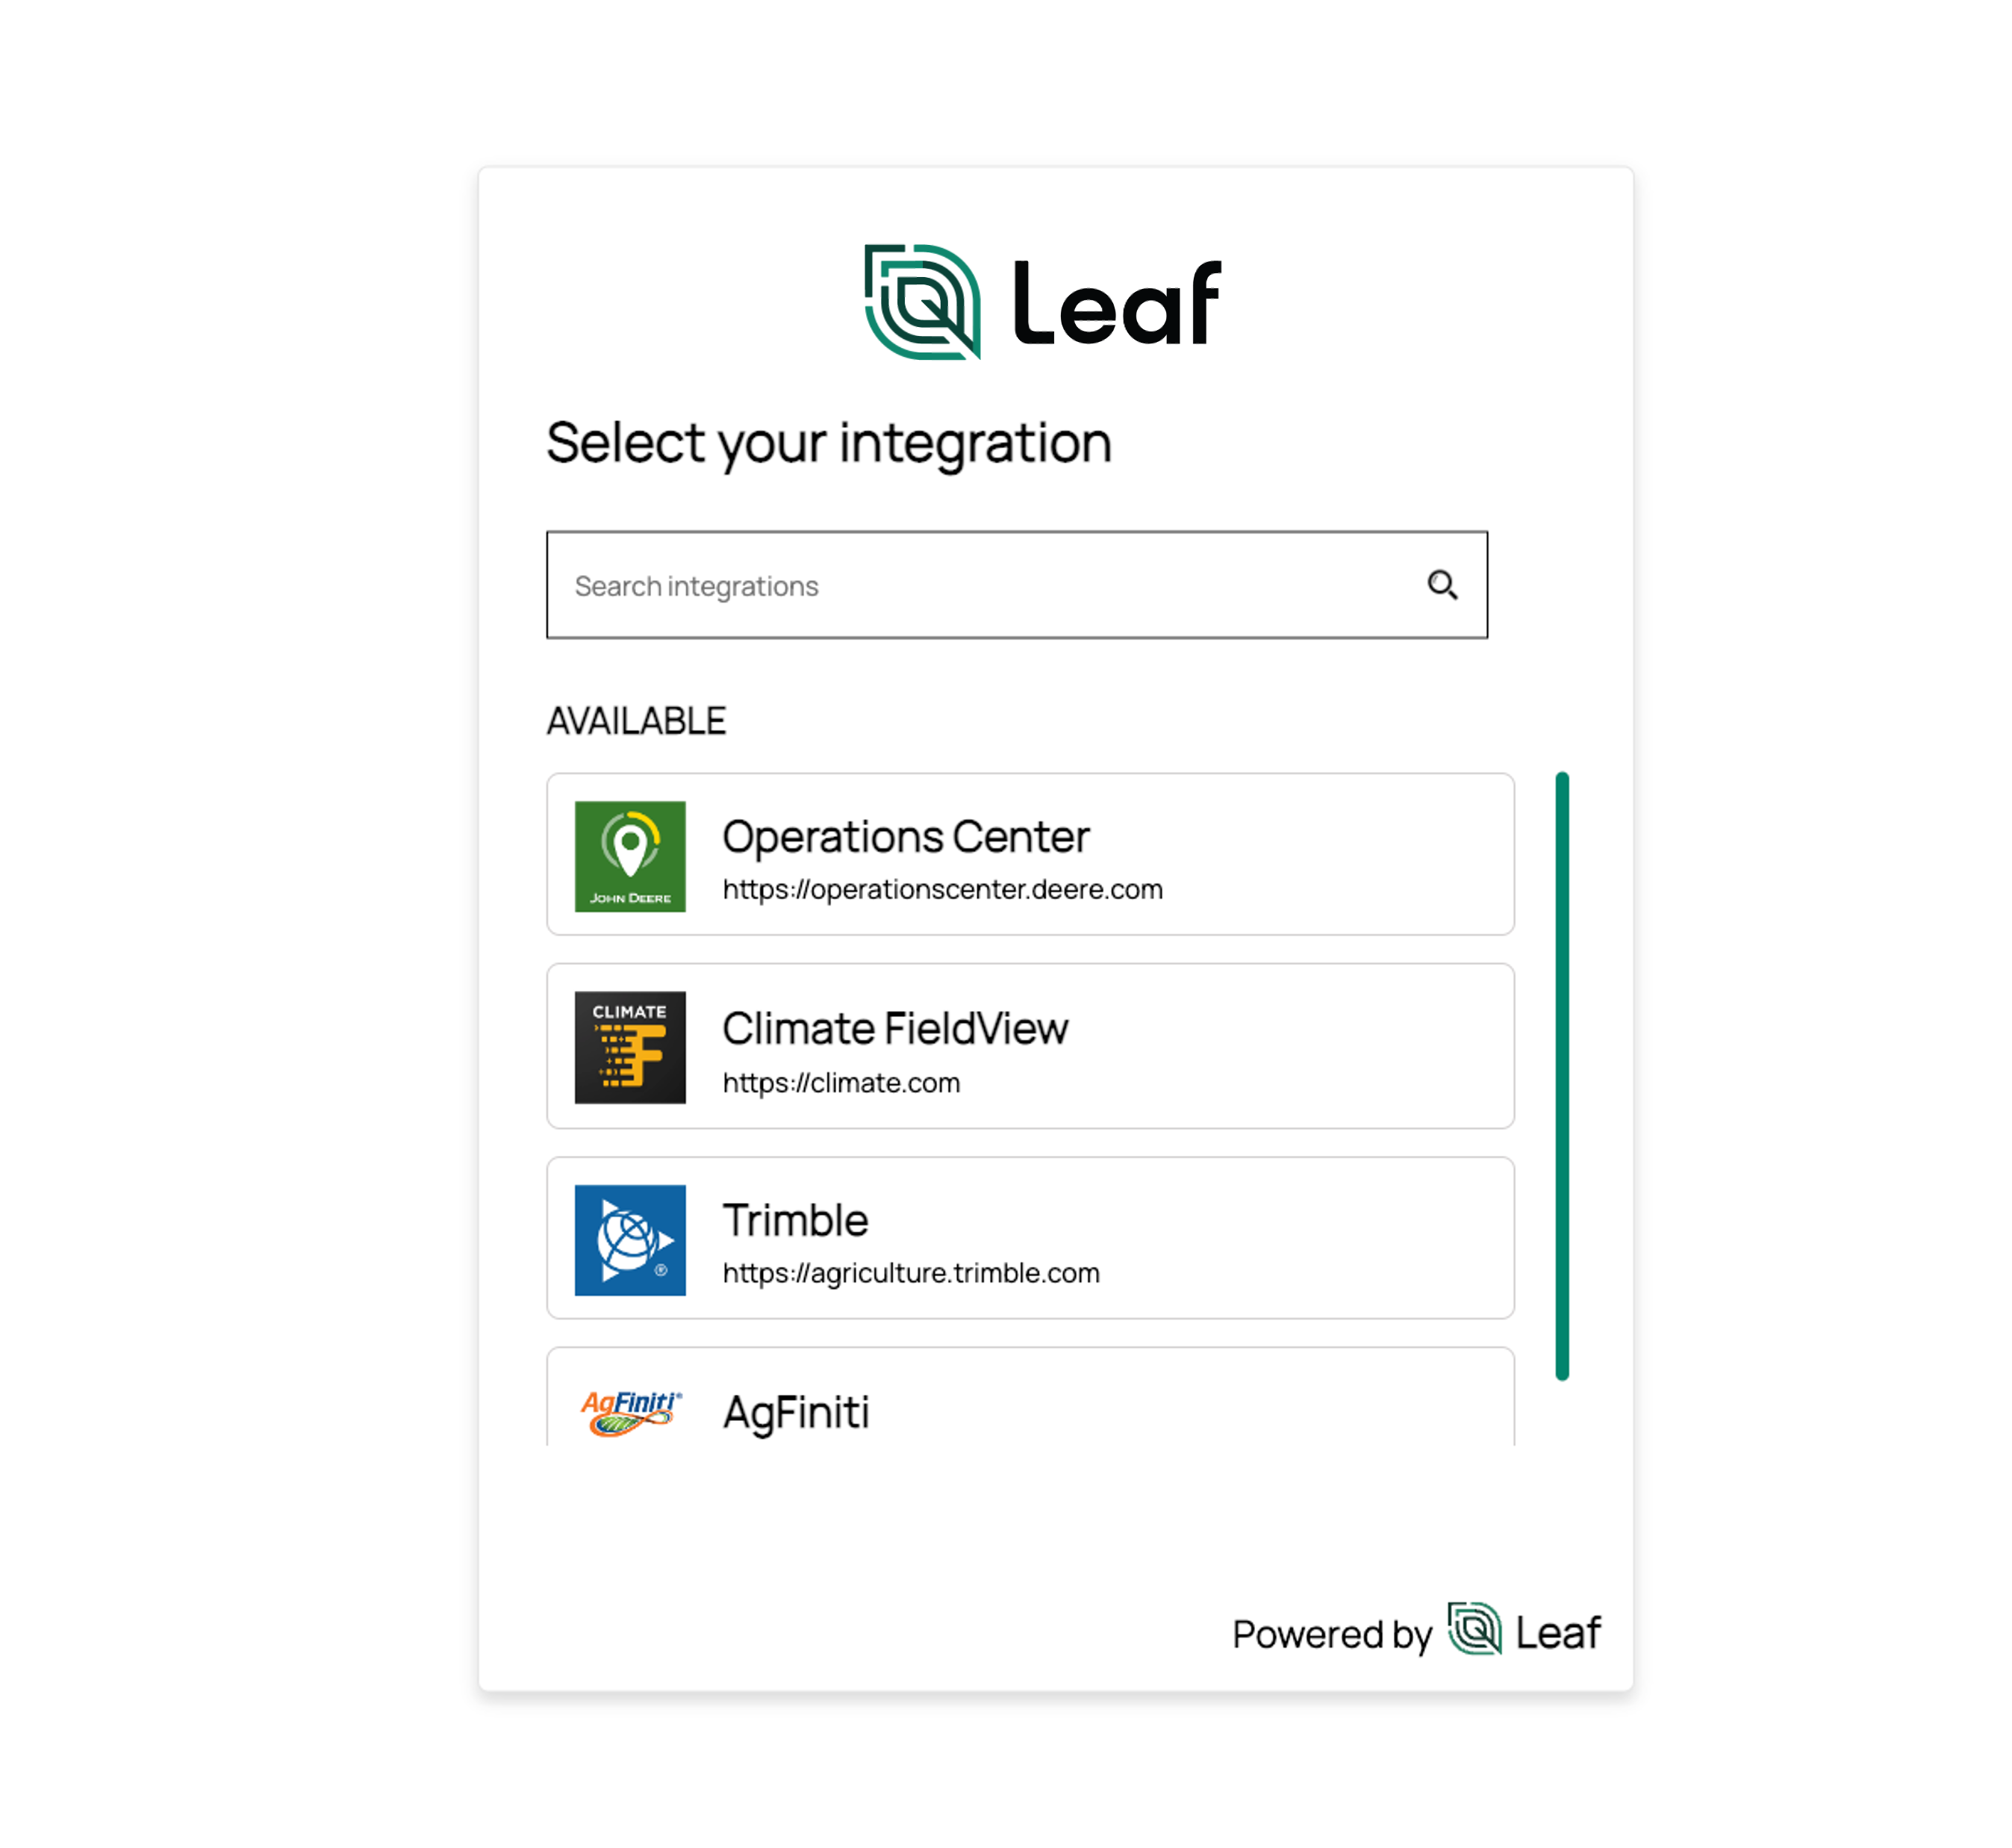 Leaf
Select your integration
Search integrations
AVAILABLE
JOHN DEERE
Operations Center
https://operationscenter.deere.com
CLIMATE
Climate FieldView
https://climate.com
®
Trimble
https://agriculture.trimble.com
AgFiniti®
AgFiniti
Powered by Leaf